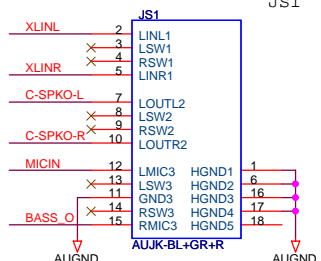 JS1
JS1
XLINL 2 LINL1
3 LSW1
4 RSW1
XLINR 5 LINR1
C-SPKO-L 7 LOUTL2
8 LSW2
9 RSW2
C-SPKO-R 10 LOUTR2
MICIN 12 LMIC3 HGND1 1
13 LSW3 HGND2 6
11 GND3 HGND3 16
14 RSW3 HGND4 17
BASS_O 15 RMIC3 HGND5 18
AUJK-BL+GR+R
AUGND AUGND